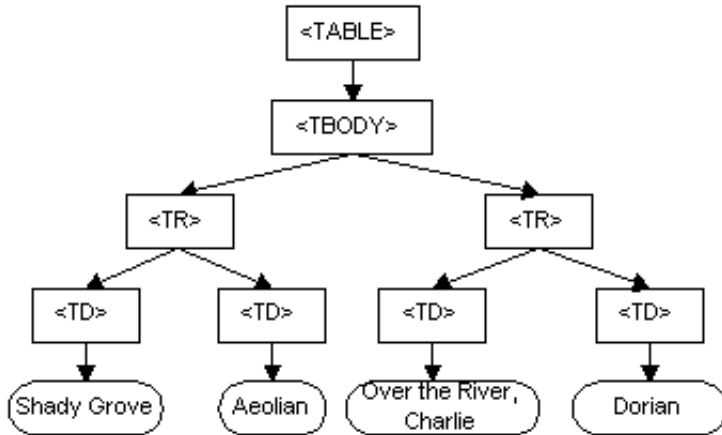 <TABLE>
<TBODY>
<TR>
<TR>
<TD>
<TD>
<TD>
<TD>
Shady Grove
Aeolian
Over the River,
Charlie
Dorian